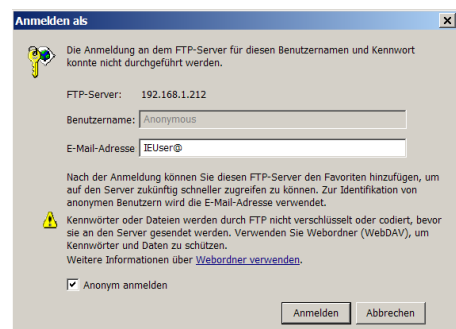 Anmelden als
Die Anmeldung an dem FTP-Server für diesen Benutzernamen und Kennwort
konnte nicht durchgeführt werden.
FTP-Server: 192.168.1.212
Benutzername: Anonymous
E-Mail-Adresse IEUser@
Nach der Anmeldung können Sie diesen FTP-Server den Favoriten hinzufügen, um
auf den Server zukünftig schneller zugreifen zu können. Zur Identifikation von
anonymen Benutzern wird die E-Mail-Adresse verwendet.
Kennwörter oder Dateien werden durch FTP nicht verschlüsselt oder codiert, bevor
sie an den Server gesendet werden. Verwenden Sie Webordner (WebDAV), um
Kennwörter und Daten zu schützen.
Weitere Informationen über Webordner verwenden.
Anonym anmelden
Anmelden Abbrechen